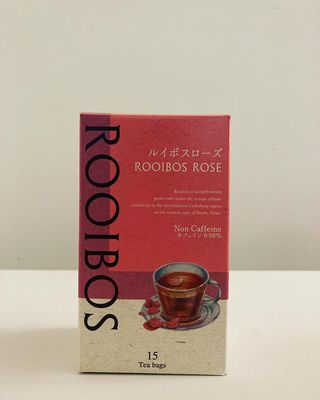 ROOIBOS
ルイボスローズ
ROOIBOS ROSE
Rooibos is an herb which
grows only under the unique climate
conditions in the mountainous Cedarberg region
in the western cape of South Africa.
Non Caffeine
カフェイン 0.00%
15
Tea bags